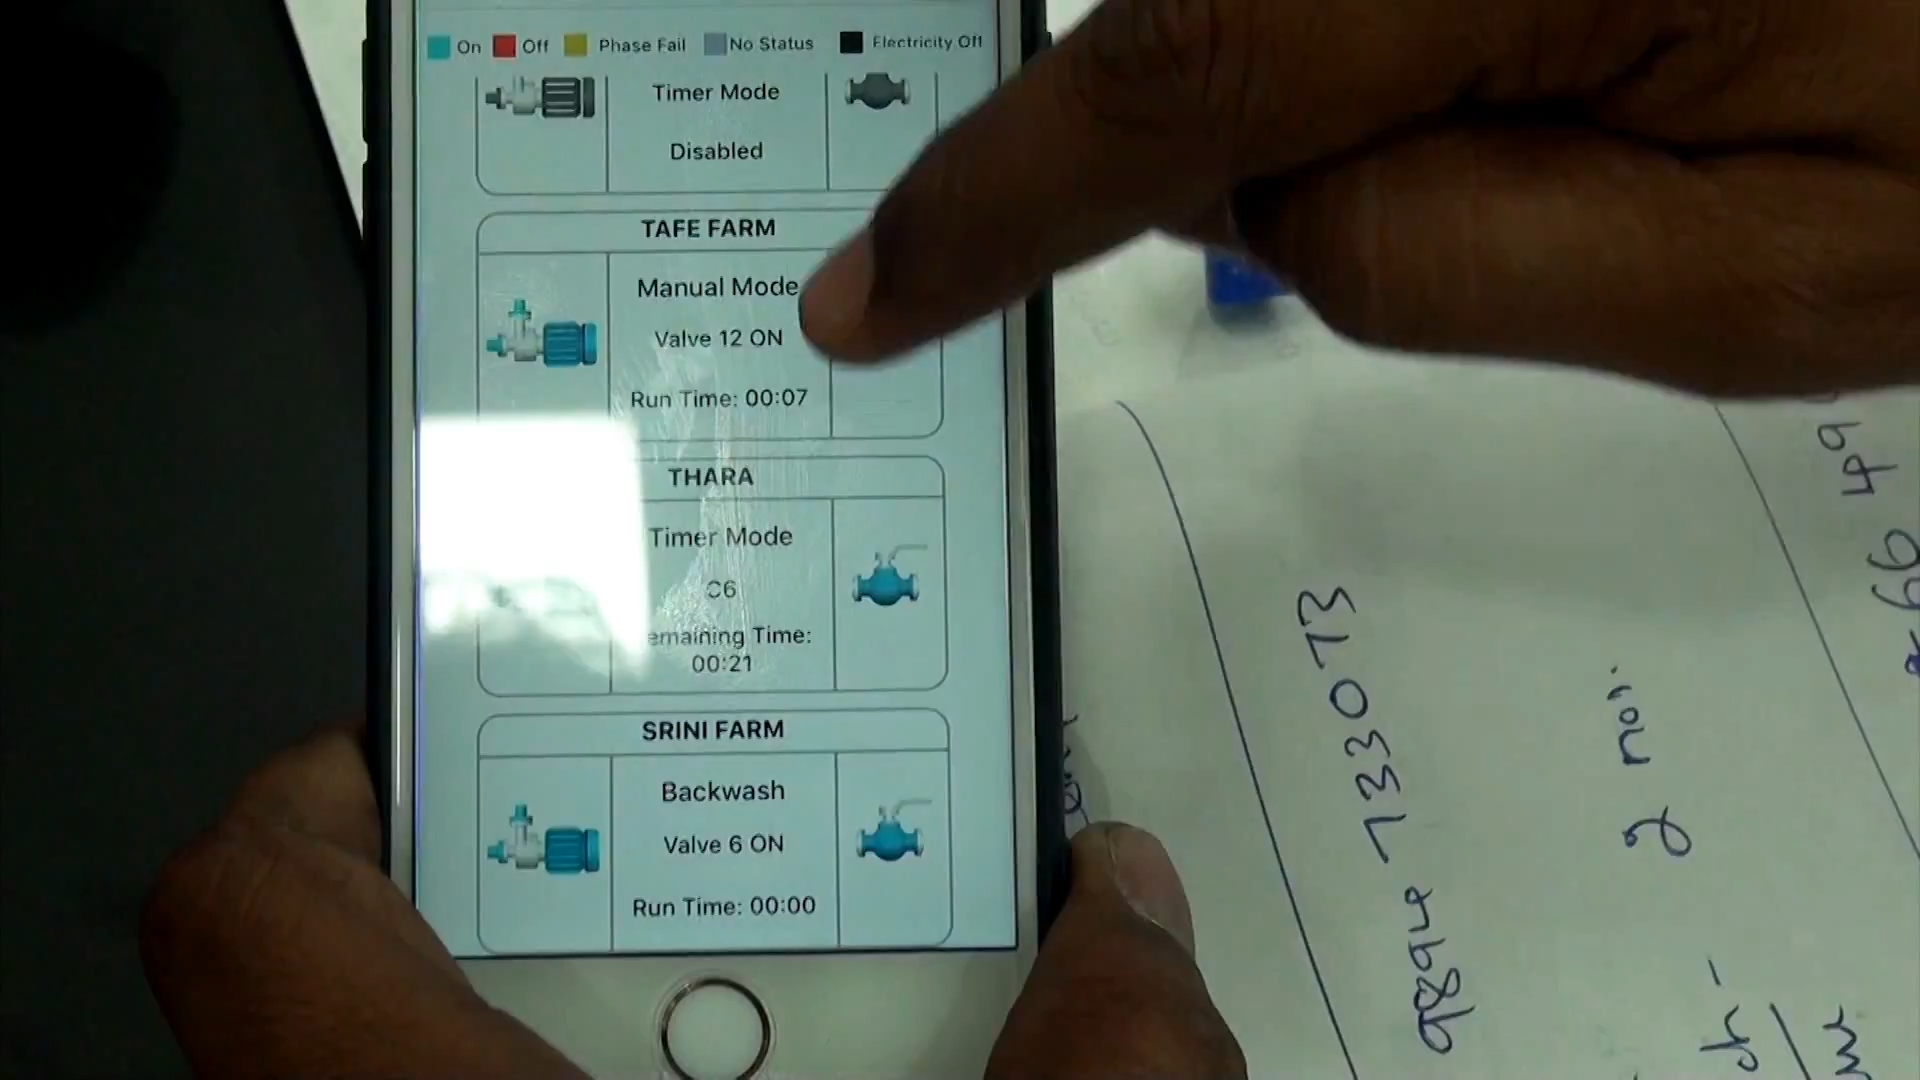 On Off Phase Fail No Status Electricity Off
Timer Mode
Disabled
TAFE FARM
Manual Mode
Valve 12 ON
Run Time: 00:07
THARA
Timer Mode
C6
emaining Time:
00:21
SRINI FARM
Backwash
Valve 6 ON
Run Time: 00:00